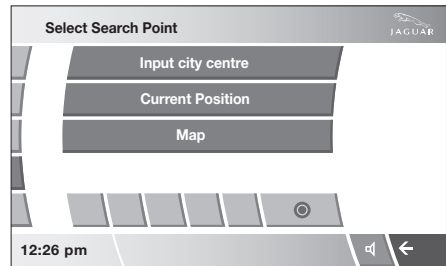 Select Search Point
JAGUAR
Input city centre
Current Position
Map
12:26 pm